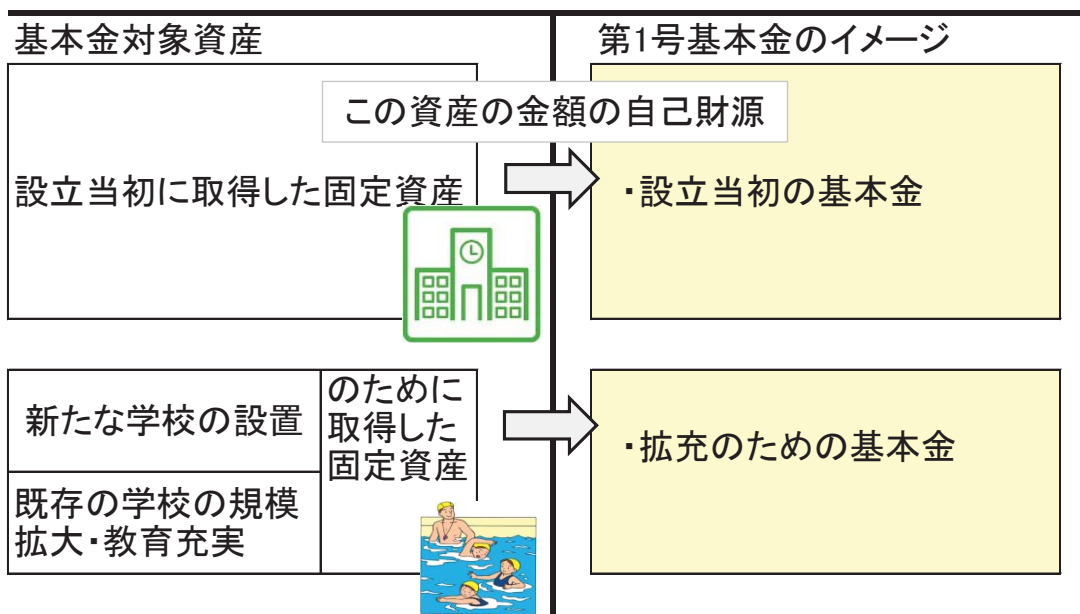 基本金対象資産
第1号基本金のイメージ
この資産の金額の自己財源
設立当初に取得した固定資産
・設立当初の基本金
新たな学校の設置
既存の学校の規模
拡大・教育充実
のために
取得した
固定資産
・拡充のための基本金